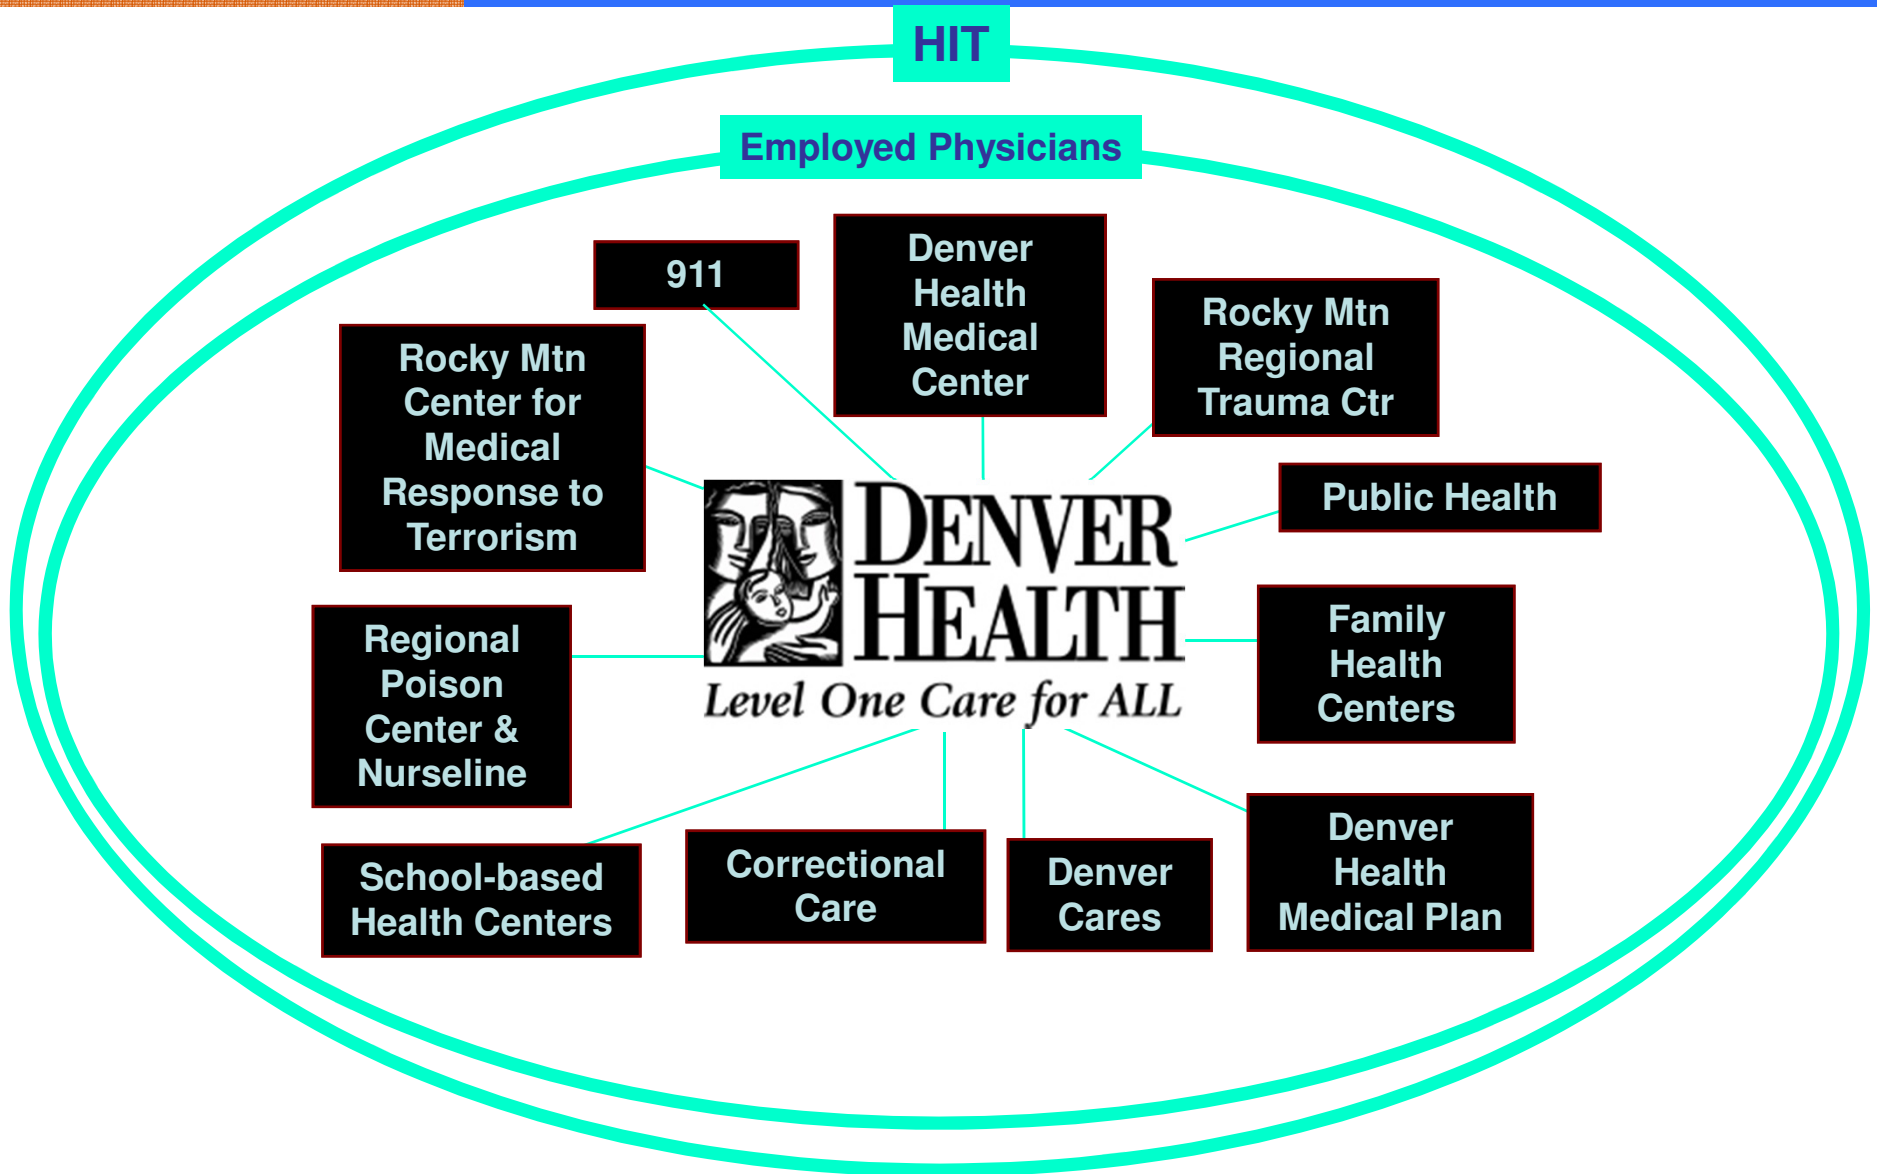 HIT
Employed Physicians
911
Denver
Health
Medical
Center
Rocky Mtn
Regional
Trauma Ctr
Rocky Mtn
Center for
Medical
Response to
Terrorism
Public Health
DENVER
HEALTH
Level One Care for ALL
Regional
Poison
Center &
Nurseline
Family
Health
Centers
School-based
Health Centers
Correctional
Care
Denver
Cares
Denver
Health
Medical Plan